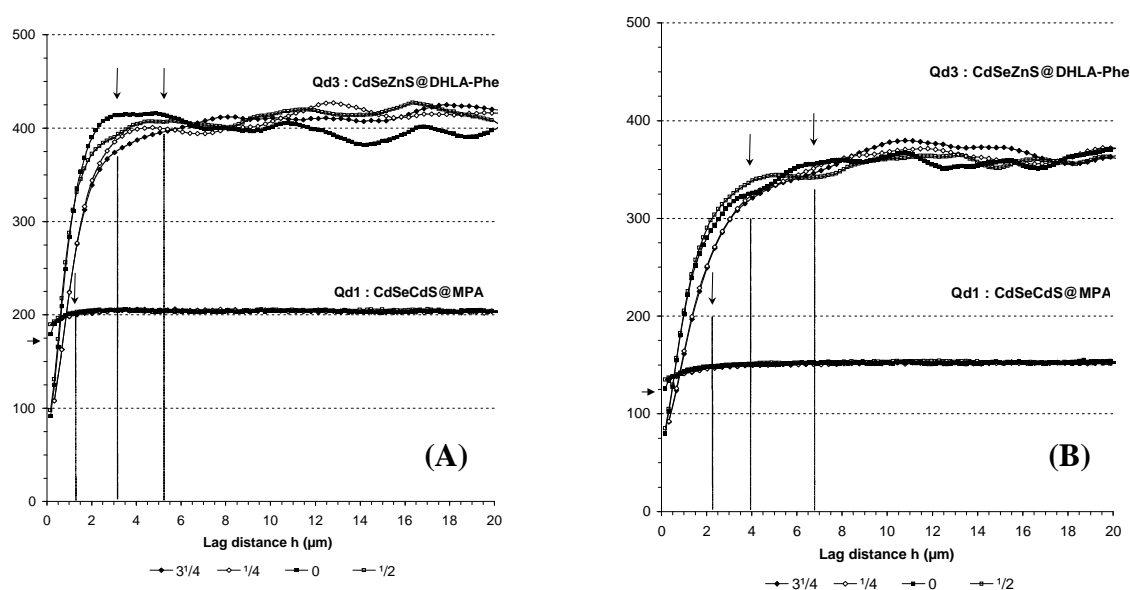 500
400
300
200
100
0
0 2 4 6 8 10 12 14 16 18 20
Lag distance h (µm)
Qd3 : CdSeZnS@DHLA-Phe
Qd1 : CdSeCdS@MPA
(A)
3¹/4 ¹/4 0 ¹/2
500
400
300
200
100
0
0 2 4 6 8 10 12 14 16 18 20
Lag distance h (µm)
Qd3 : CdSeZnS@DHLA-Phe
Qd1 : CdSeCdS@MPA
(B)
3¹/4 ¹/4 0 ¹/2